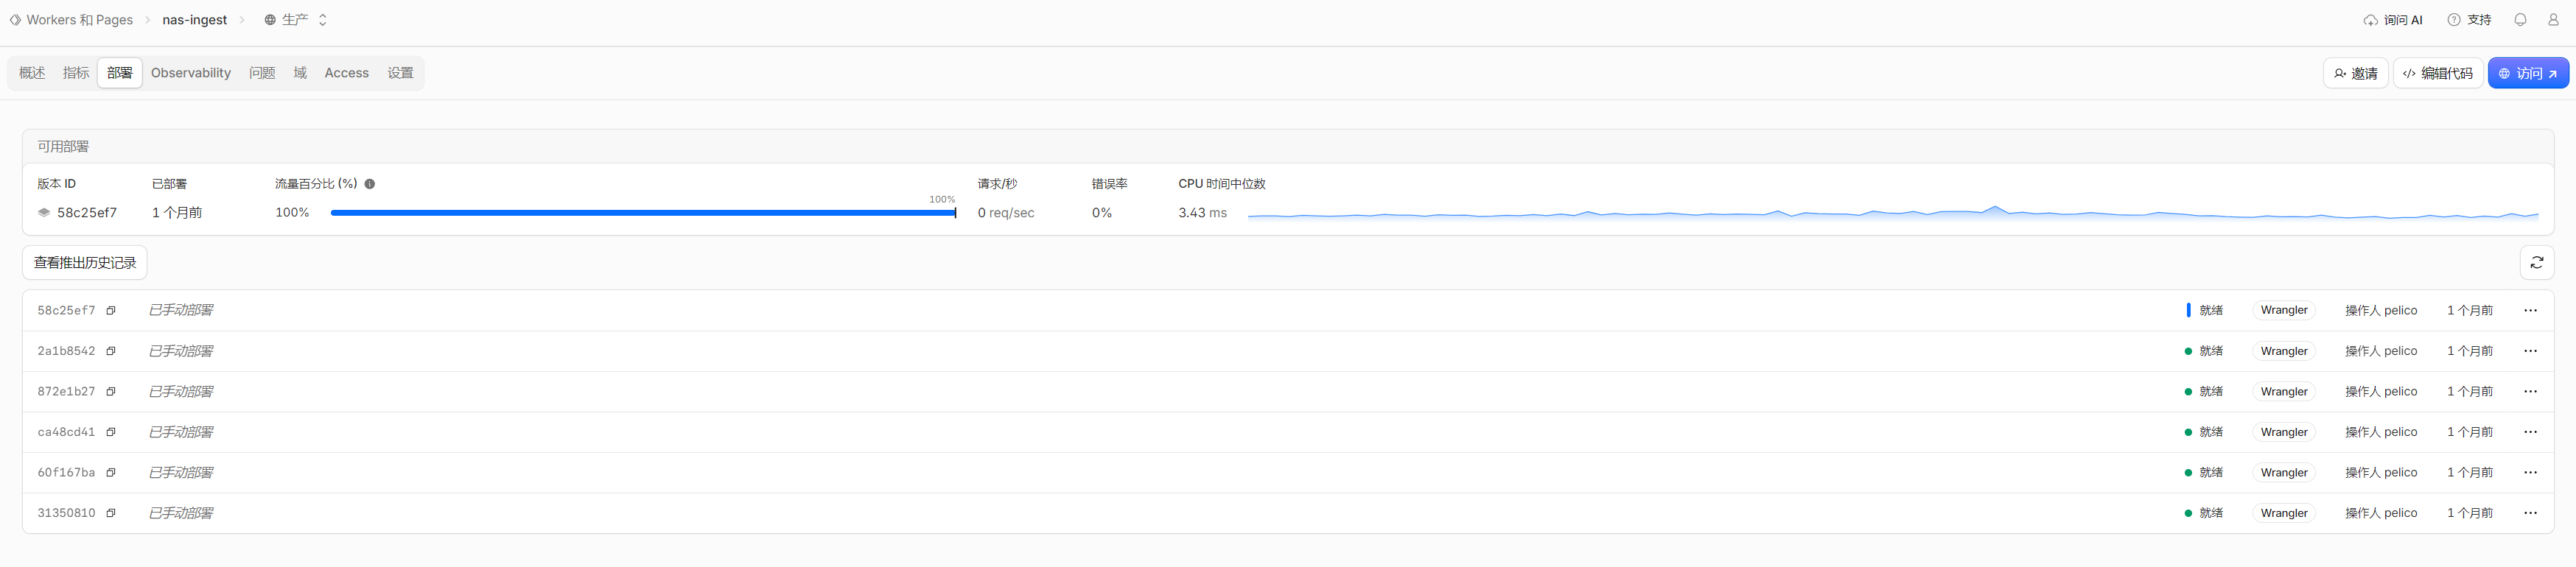 Workers 和 Pages nas-ingest 生产 询问 AI 支持
概述 指标 部署 Observability 问题 域 Access 设置 邀请 编辑代码 访问
可用部署
版本 ID 已部署 流量百分比 (%) 请求/秒 错误率 CPU 时间中位数
100%
58c25ef7 1 个月前 100% 0 req/sec 0% 3.43 ms
查看推出历史记录
58c25ef7 已手动部署 就绪 Wrangler 操作人 pelico 1 个月前
2a1b8542 已手动部署 就绪 Wrangler 操作人 pelico 1 个月前
872e1b27 已手动部署 就绪 Wrangler 操作人 pelico 1 个月前
ca48cd41 已手动部署 就绪 Wrangler 操作人 pelico 1 个月前
60f167ba 已手动部署 就绪 Wrangler 操作人 pelico 1 个月前
31350810 已手动部署 就绪 Wrangler 操作人 pelico 1 个月前